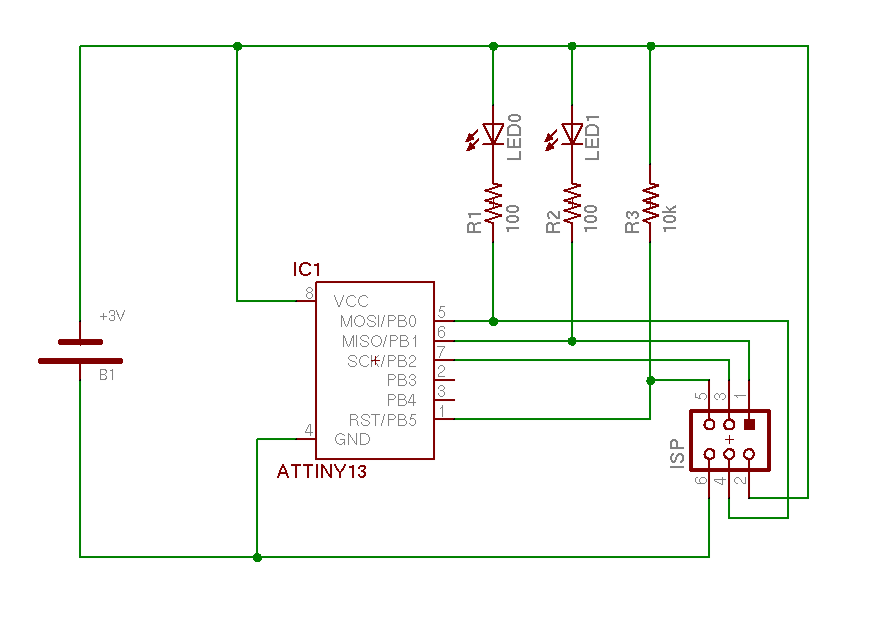 LED0
LED1
R1
100
R2
100
R3
10k
IC1
+3V
B1
8
VCC
MOSI/PB0
5
MISO/PB1
6
SCK/PB2
7
PB3
2
PB4
3
RST/PB5
1
4
GND
ATTINY13
5
3
1
ISP
6
4
2